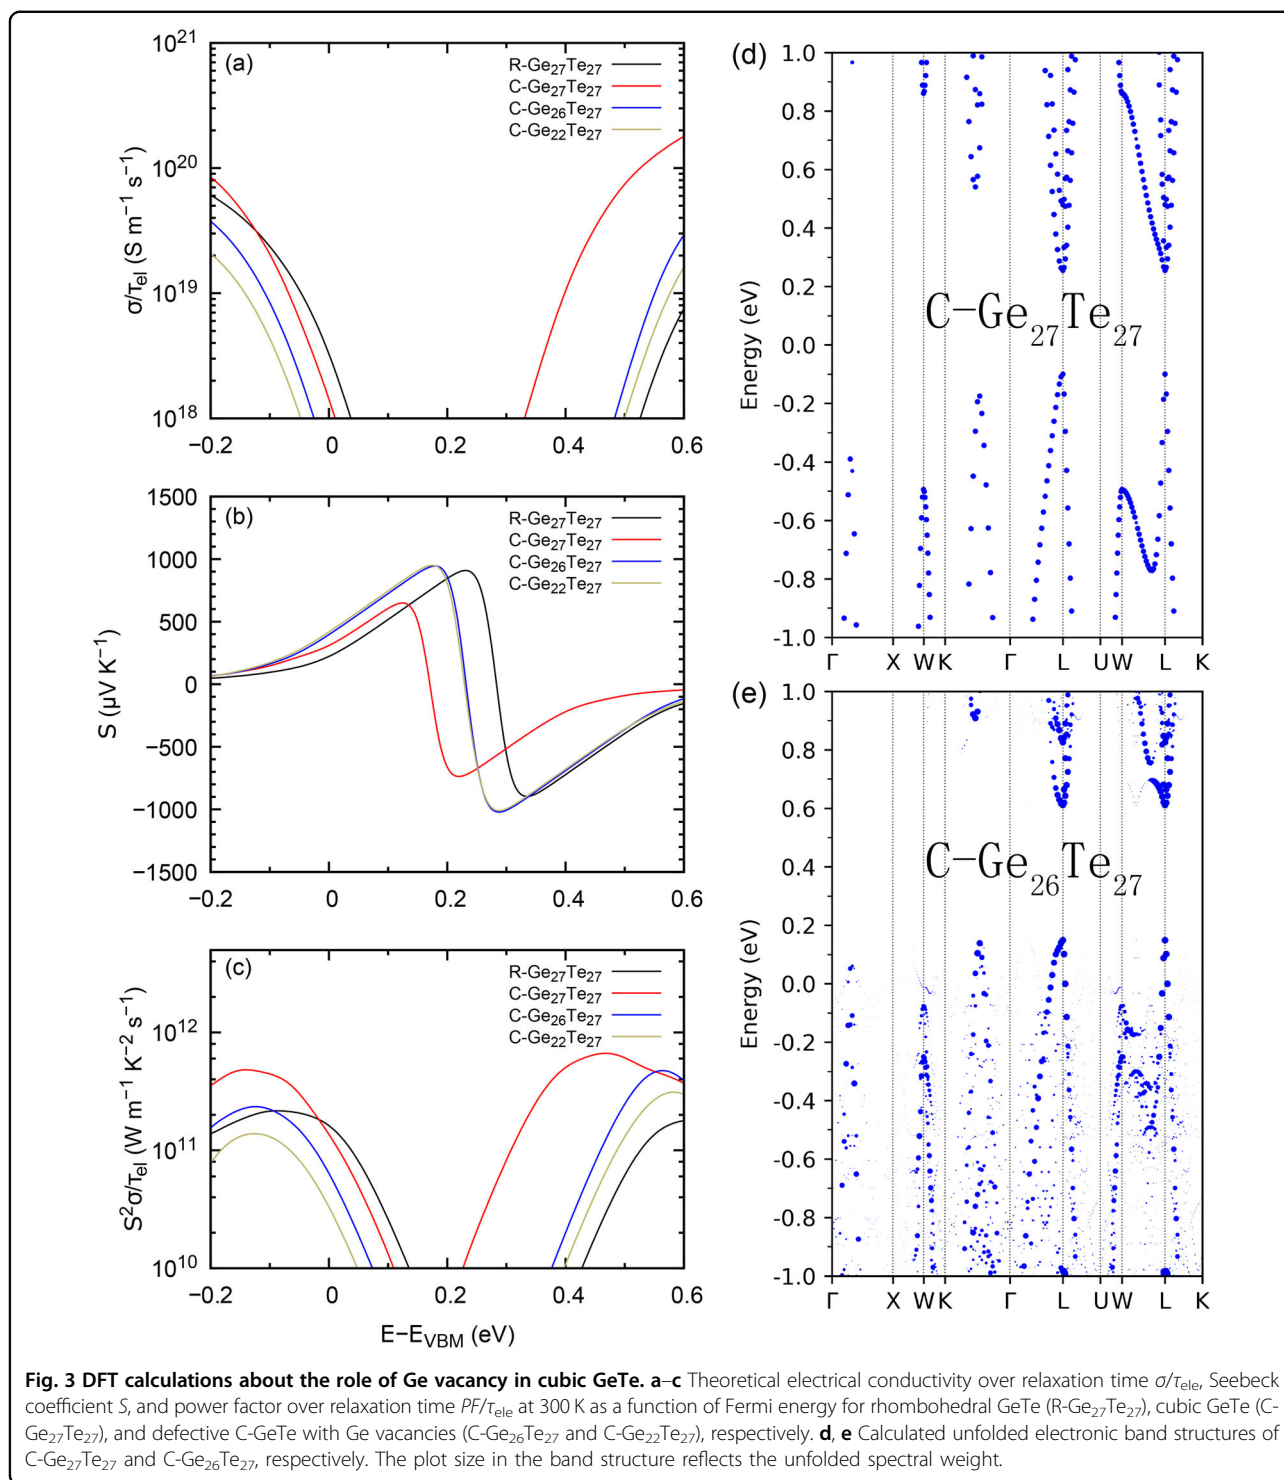 (a)
R-Ge27Te27
C-Ge27Te27
C-Ge26Te27
C-Ge22Te27
σ/τel (S m−1 s−1)
10^21
10^20
10^19
10^18
−0.2 0 0.2 0.4 0.6
(b)
R-Ge27Te27
C-Ge27Te27
C-Ge26Te27
C-Ge22Te27
S (μV K−1)
1500
1000
500
0
−500
−1000
−1500
−0.2 0 0.2 0.4 0.6
(c)
R-Ge27Te27
C-Ge27Te27
C-Ge26Te27
C-Ge22Te27
S2σ/τel (W m−1 K−2 s−1)
10^12
10^11
10^10
−0.2 0 0.2 0.4 0.6
E−EVBM (eV)
(d)
Energy (eV)
1.0
0.8
0.6
0.4
0.2
0.0
-0.2
-0.4
-0.6
-0.8
-1.0
C-Ge27Te27
Γ X W K Γ L U W L K
(e)
Energy (eV)
1.0
0.8
0.6
0.4
0.2
0.0
-0.2
-0.4
-0.6
-0.8
-1.0
C-Ge26Te27
Γ X W K Γ L U W L K
Fig. 3 DFT calculations about the role of Ge vacancy in cubic GeTe. a–c Theoretical electrical conductivity over relaxation time σ/τele, Seebeck
coefficient S, and power factor over relaxation time PF/τele at 300 K as a function of Fermi energy for rhombohedral GeTe (R-Ge27Te27), cubic GeTe (C-
Ge27Te27), and defective C-GeTe with Ge vacancies (C-Ge26Te27 and C-Ge22Te27), respectively. d, e Calculated unfolded electronic band structures of
C-Ge27Te27 and C-Ge26Te27, respectively. The plot size in the band structure reflects the unfolded spectral weight.